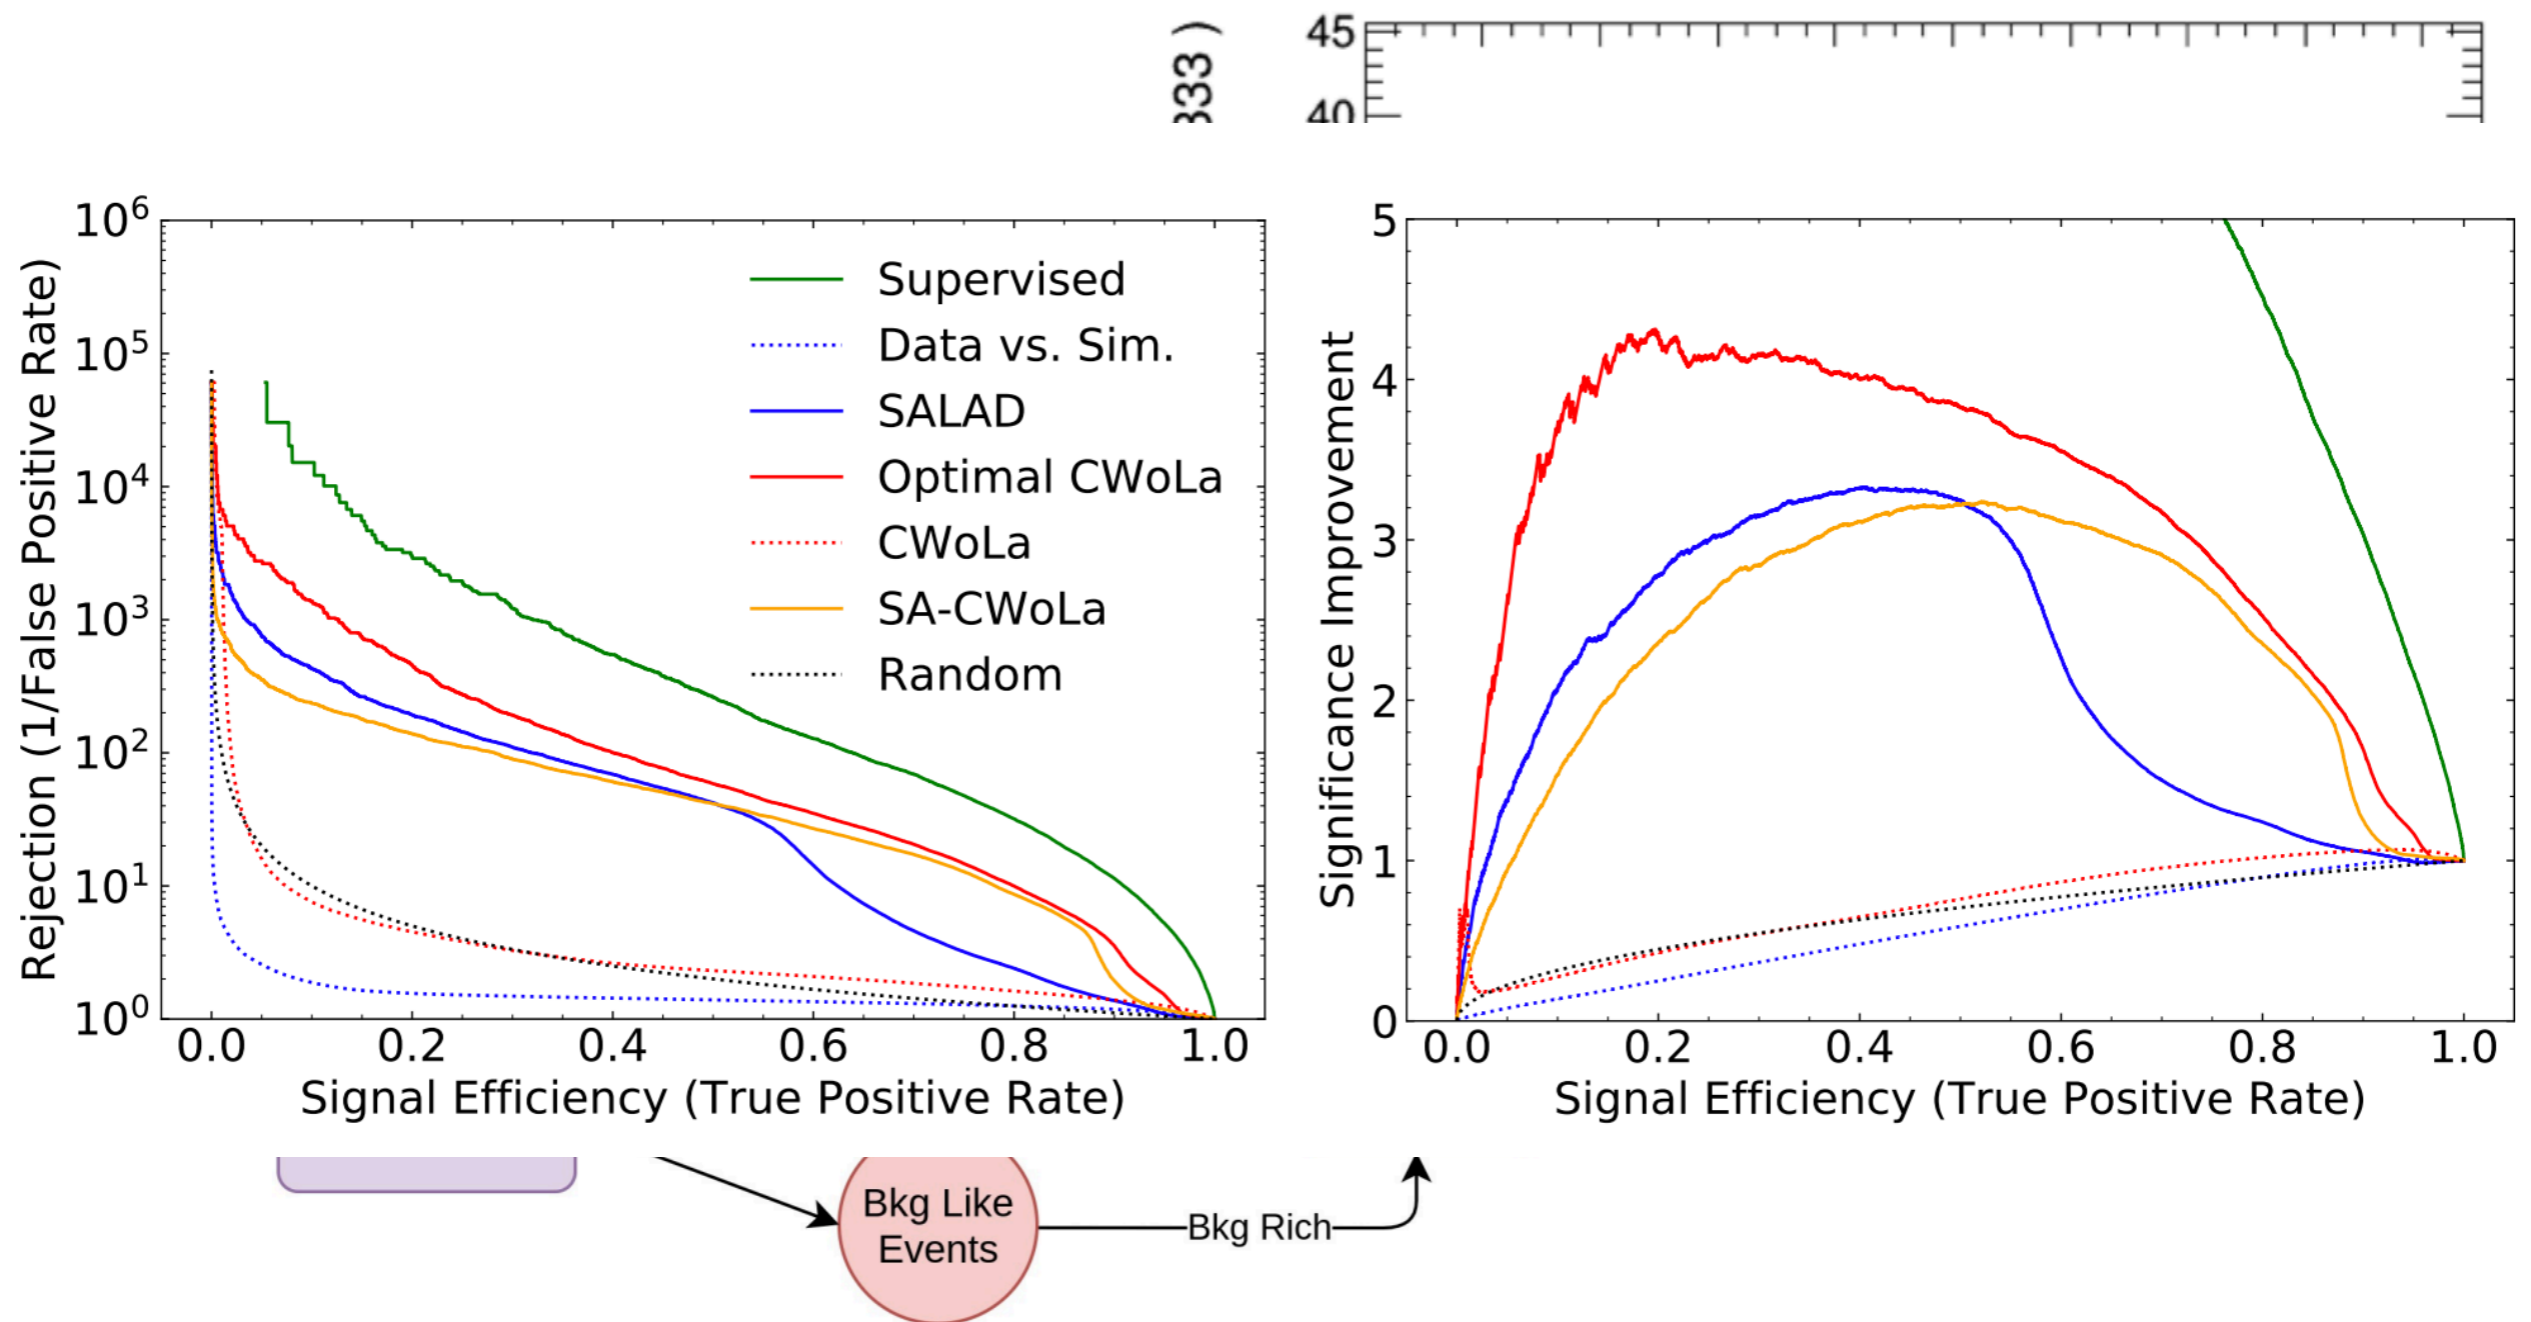 333 )
45
40
10^6
10^5
10^4
10^3
10^2
10^1
10^0
Rejection (1/False Positive Rate)
Supervised
Data vs. Sim.
SALAD
Optimal CWoLa
CWoLa
SA-CWoLa
Random
0.0 0.2 0.4 0.6 0.8 1.0
Signal Efficiency (True Positive Rate)
5
4
3
2
1
0
Significance Improvement
0.0 0.2 0.4 0.6 0.8 1.0
Signal Efficiency (True Positive Rate)
Bkg Like
Events
Bkg Rich